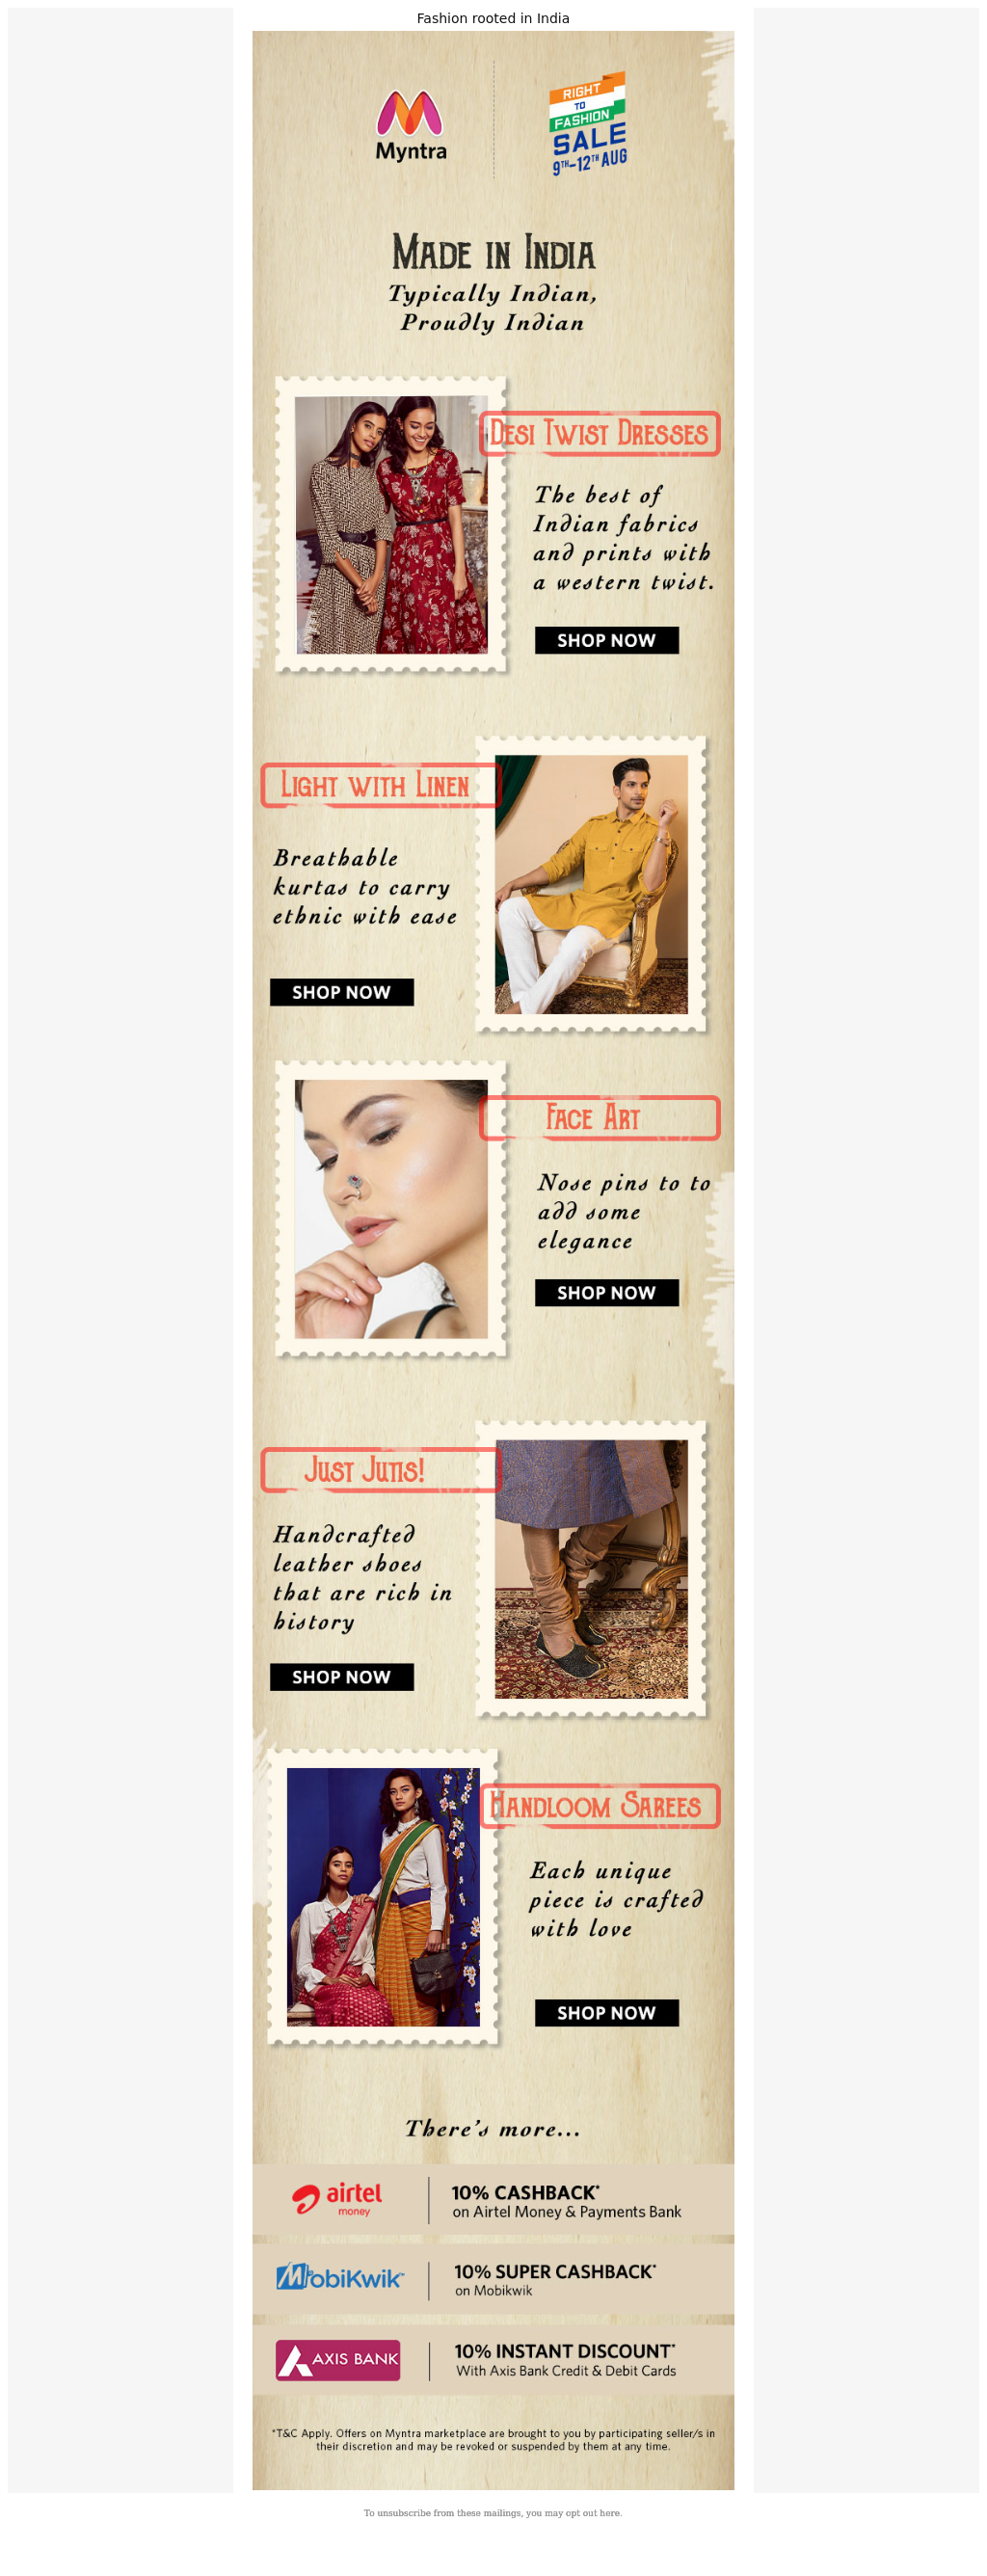 Fashion rooted in India
Myntra
RIGHT
TO
FASHION
SALE
9TH-12TH AUG
MADE IN INDIA
Typically Indian,
Proudly Indian
DESI TWIST DRESSES
The best of
Indian fabrics
and prints with
a western twist.
SHOP NOW
LIGHT WITH LINEN
Breathable
kurtas to carry
ethnic with ease
SHOP NOW
FACE ART
Nose pins to to
add some
elegance
SHOP NOW
JUST JUTIS!
Handcrafted
leather shoes
that are rich in
history
SHOP NOW
HANDLOOM SAREES
Each unique
piece is crafted
with love
SHOP NOW
There's more...
airtel
money
10% CASHBACK*
on Airtel Money & Payments Bank
MobiKwik™
10% SUPER CASHBACK*
on Mobikwik
AXIS BANK
10% INSTANT DISCOUNT*
With Axis Bank Credit & Debit Cards
*T&C Apply. Offers on Myntra marketplace are brought to you by participating seller/s in
their discretion and may be revoked or suspended by them at any time.
To unsubscribe from these mailings, you may opt out here.